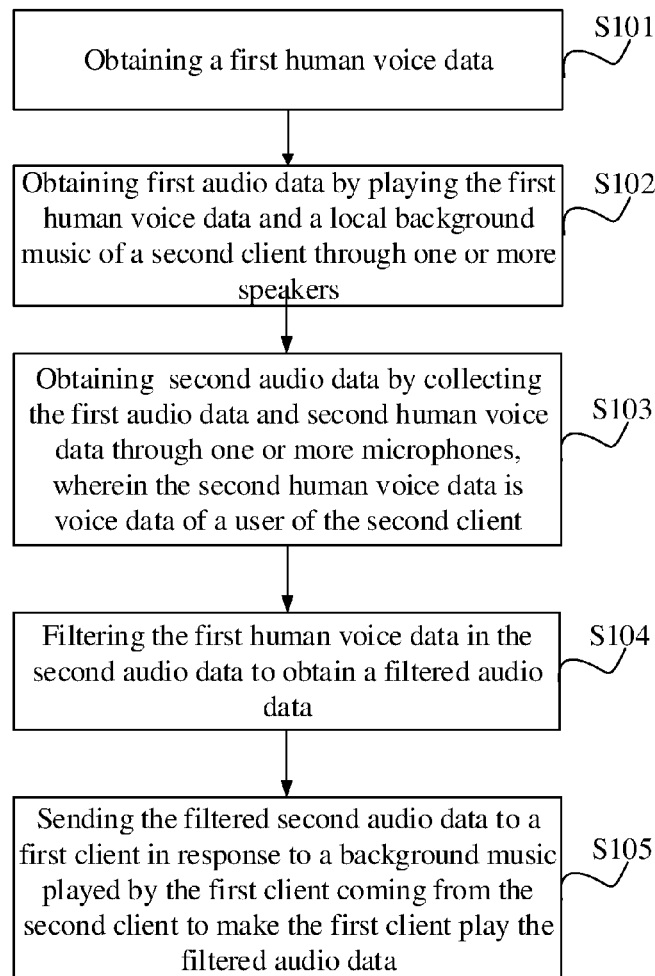 S101
Obtaining a first human voice data
S102
Obtaining first audio data by playing the first
human voice data and a local background
music of a second client through one or more
speakers
S103
Obtaining second audio data by collecting
the first audio data and second human voice
data through one or more microphones,
wherein the second human voice data is
voice data of a user of the second client
S104
Filtering the first human voice data in the
second audio data to obtain a filtered audio
data
S105
Sending the filtered second audio data to a
first client in response to a background music
played by the first client coming from the
second client to make the first client play the
filtered audio data